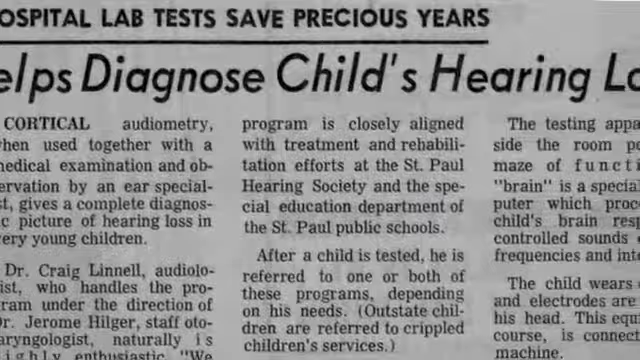 OSPITAL LAB TESTS SAVE PRECIOUS YEARS
elps Diagnose Child's Hearing Lo
CORTICAL audiometry,
hen used together with a
edical examination and ob-
ervation by an ear special-
st, gives a complete diagnos-
c picture of hearing loss in
ery young children.
Dr. Craig Linnell, audiolo-
ist, who handles the pro-
ram under the direction of
r. Jerome Hilger, staff oto-
aryngologist, naturally is
ighly enthusiastic. "We
program is closely aligned
with treatment and rehabili-
tation efforts at the St. Paul
Hearing Society and the spe-
cial education department of
the St. Paul public schools.
After a child is tested, he is
referred to one or both of
these programs, depending
on his needs. (Outstate chil-
dren are referred to crippled
children's services.)
The testing appa
side the room pe
maze of functi
"brain" is a special
puter which proc
child's brain resp
controlled sounds o
frequencies and inte
The child wears e
and electrodes are
his head. This equi
course, is connect
machine.